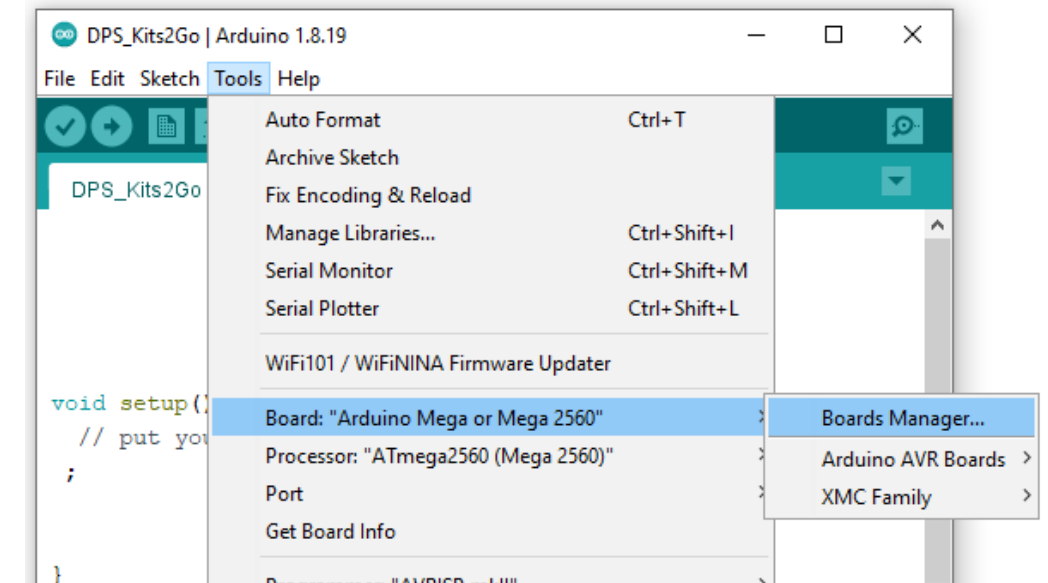 DPS_Kits2Go | Arduino 1.8.19
File Edit Sketch Tools Help
Auto Format Ctrl+T
Archive Sketch
DPS_Kits2Go
Fix Encoding & Reload
Manage Libraries... Ctrl+Shift+I
Serial Monitor Ctrl+Shift+M
Serial Plotter Ctrl+Shift+L
WiFi101 / WiFiNINA Firmware Updater
void setup()
Board: "Arduino Mega or Mega 2560"
Boards Manager...
// put you
Processor: "ATmega2560 (Mega 2560)"
Arduino AVR Boards
;
Port
XMC Family
Get Board Info
}